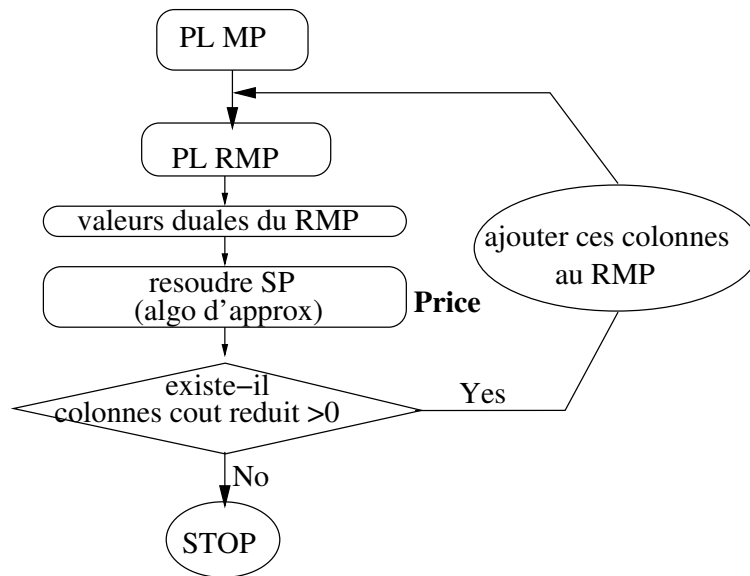 PL MP
PL RMP
valeurs duales du RMP
resoudre SP
(algo d'approx)
Price
existe−il
colonnes cout reduit >0
Yes
ajouter ces colonnes
au RMP
No
STOP